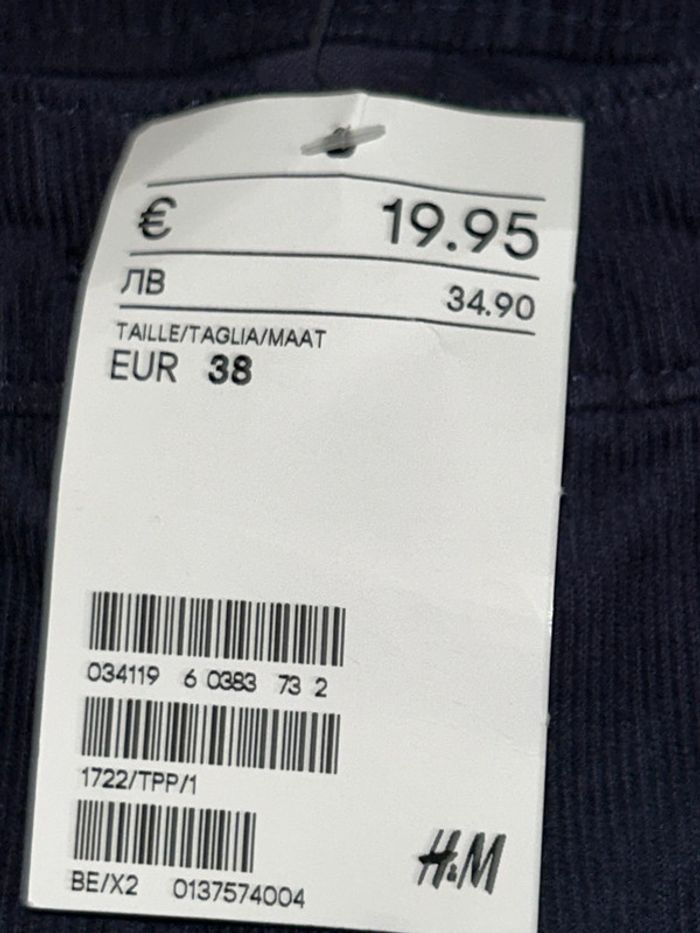 € 19.95
ЛВ 34.90
TAILLE/TAGLIA/MAAT
EUR 38
034119 6 0383 73 2
1722/TPP/1
BE/X2 0137574004
H&M